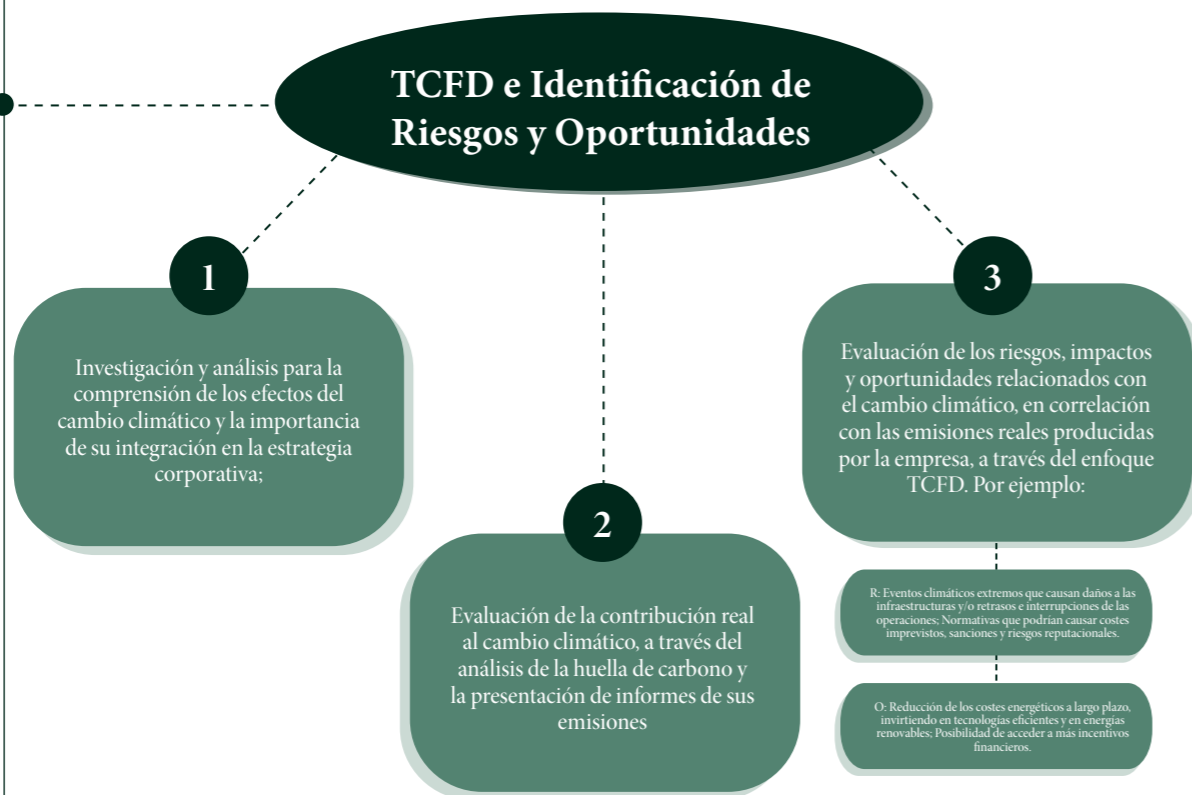 TCFD e Identificación de
Riesgos y Oportunidades
1
Investigación y análisis para la
comprensión de los efectos del
cambio climático y la importancia
de su integración en la estrategia
corporativa;
2
Evaluación de la contribución real
al cambio climático, a través del
análisis de la huella de carbono y
la presentación de informes de sus
emisiones
3
Evaluación de los riesgos, impactos
y oportunidades relacionados con
el cambio climático, en correlación
con las emisiones reales producidas
por la empresa, a través del enfoque
TCFD. Por ejemplo:
R: Eventos climáticos extremos que causan daños a las
infraestructuras y/o retrasos e interrupciones de las
operaciones; Normativas que podrían causar costes
imprevistos, sanciones y riesgos reputacionales.
O: Reducción de los costes energéticos a largo plazo,
invirtiendo en tecnologías eficientes y en energías
renovables; Posibilidad de acceder a más incentivos
financieros.